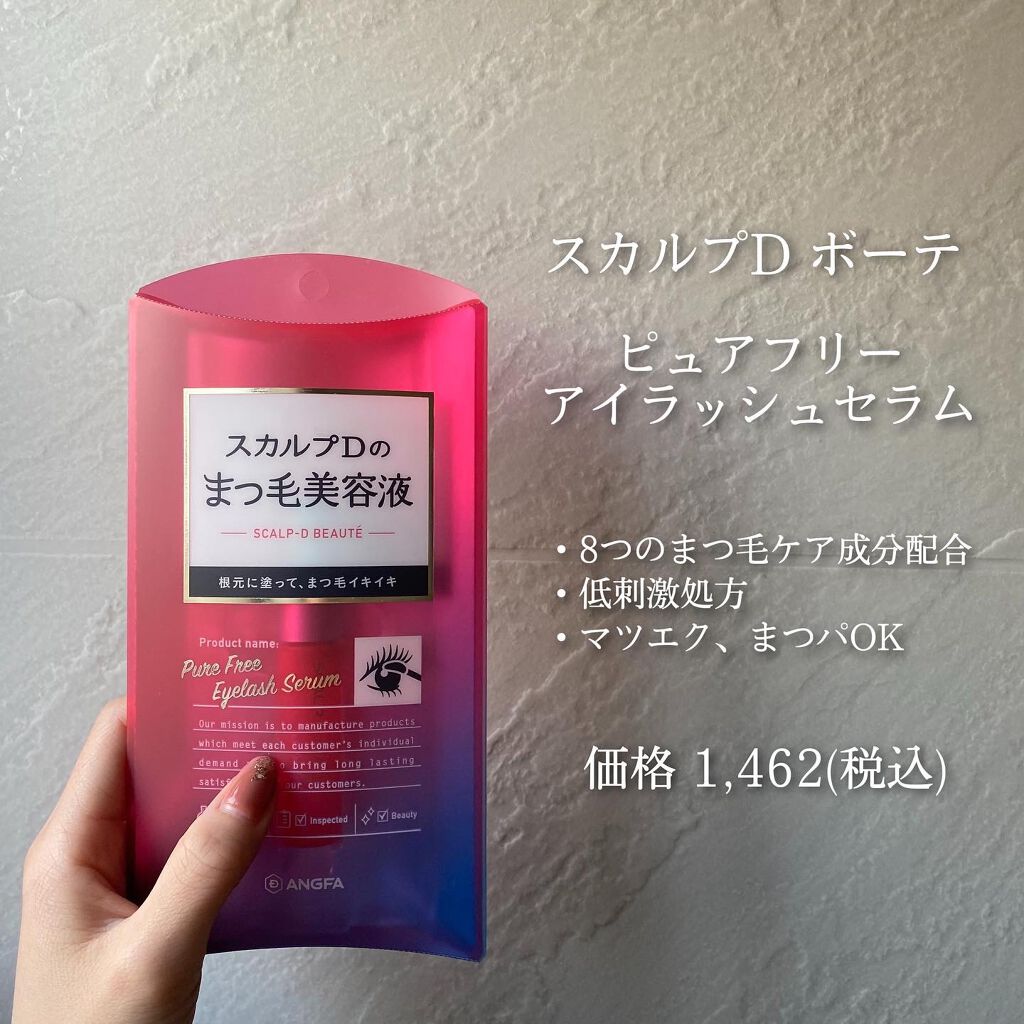 スカルプDの
まつ毛美容液
SCALP-D BEAUTÉ
根元に塗って、まつ毛イキイキ
Product name:
Pure Free
Eyelash Serum
Our mission is to manufacture products
which meet each customer's individual
demand bring long lasting
our customers.
Inspected
Beauty
ANGFA
スカルプD ボーテ
ピュアフリー
アイラッシュセラム
・8つのまつ毛ケア成分配合
・低刺激処方
・マツエク、まつパOK
価格 1,462(税込)